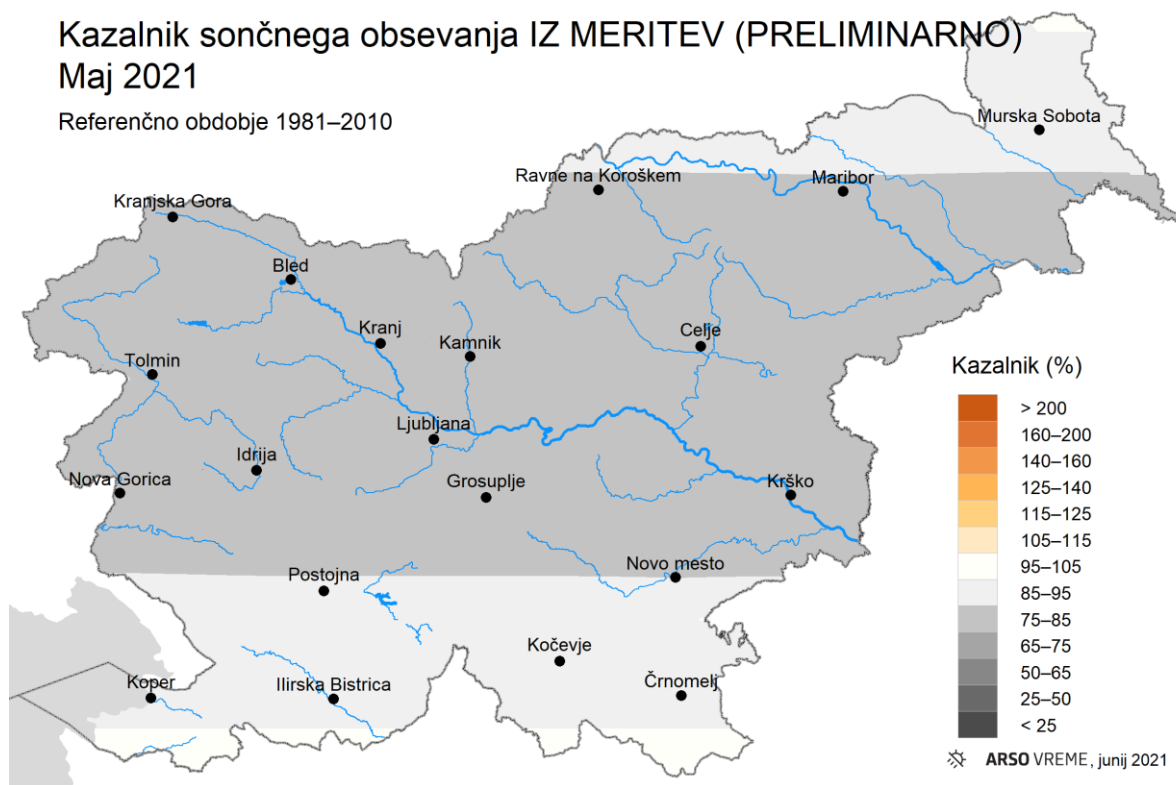 Kazalnik sončnega obsevanja IZ MERITEV (PRELIMINARNO)
Maj 2021
Referenčno obdobje 1981–2010
Murska Sobota
Ravne na Koroškem
Maribor
Kranjska Gora
Bled
Kranj
Kamnik
Celje
Tolmin
Ljubljana
Idrija
Nova Gorica
Grosuplje
Krško
Postojna
Novo mesto
Kočevje
Koper
Ilirska Bistrica
Črnomelj
Kazalnik (%)
> 200
160–200
140–160
125–140
115–125
105–115
95–105
85–95
75–85
65–75
50–65
25–50
< 25
ARSO VREME, junij 2021